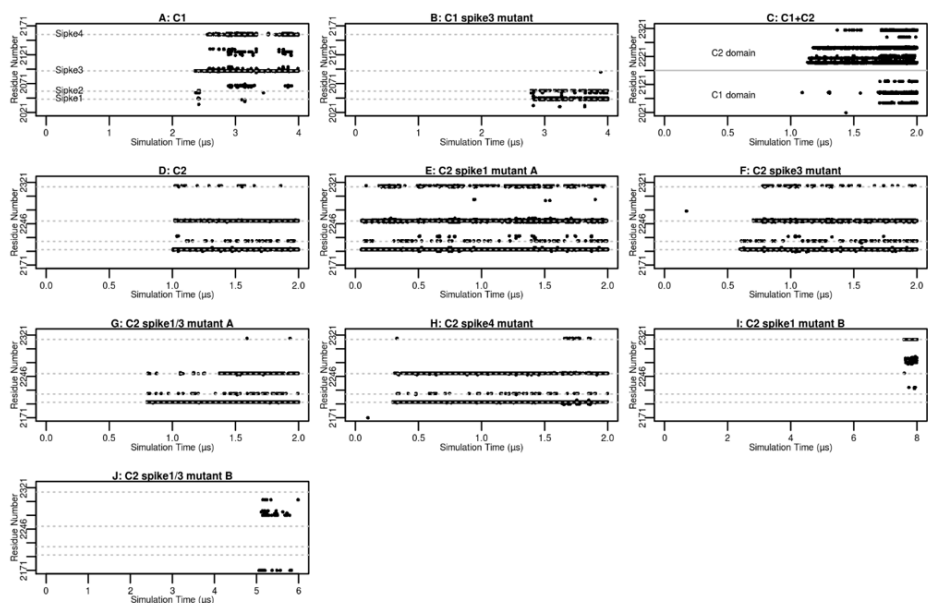 A: C1
B: C1 spike3 mutant
C: C1+C2
Residue Number
2021 2071 2121 2171
Sipke4
Sipke3
Sipke2
Sipke1
0 1 2 3 4
Simulation Time (µs)
Residue Number
2021 2071 2121 2171
0 1 2 3 4
Simulation Time (µs)
Residue Number
2021 2121 2221 2321
C2 domain
C1 domain
0.0 0.5 1.0 1.5 2.0
Simulation Time (µs)
D: C2
E: C2 spike1 mutant A
F: C2 spike3 mutant
Residue Number
2171 2246 2321
0.0 0.5 1.0 1.5 2.0
Simulation Time (µs)
Residue Number
2171 2246 2321
0.0 0.5 1.0 1.5 2.0
Simulation Time (µs)
Residue Number
2171 2246 2321
0.0 0.5 1.0 1.5 2.0
Simulation Time (µs)
G: C2 spike1/3 mutant A
H: C2 spike4 mutant
I: C2 spike1 mutant B
Residue Number
2171 2246 2321
0.0 0.5 1.0 1.5 2.0
Simulation Time (µs)
Residue Number
2171 2246 2321
0.0 0.5 1.0 1.5 2.0
Simulation Time (µs)
Residue Number
2171 2246 2321
0 2 4 6 8
Simulation Time (µs)
J: C2 spike1/3 mutant B
Residue Number
2171 2246 2321
0 1 2 3 4 5 6
Simulation Time (µs)